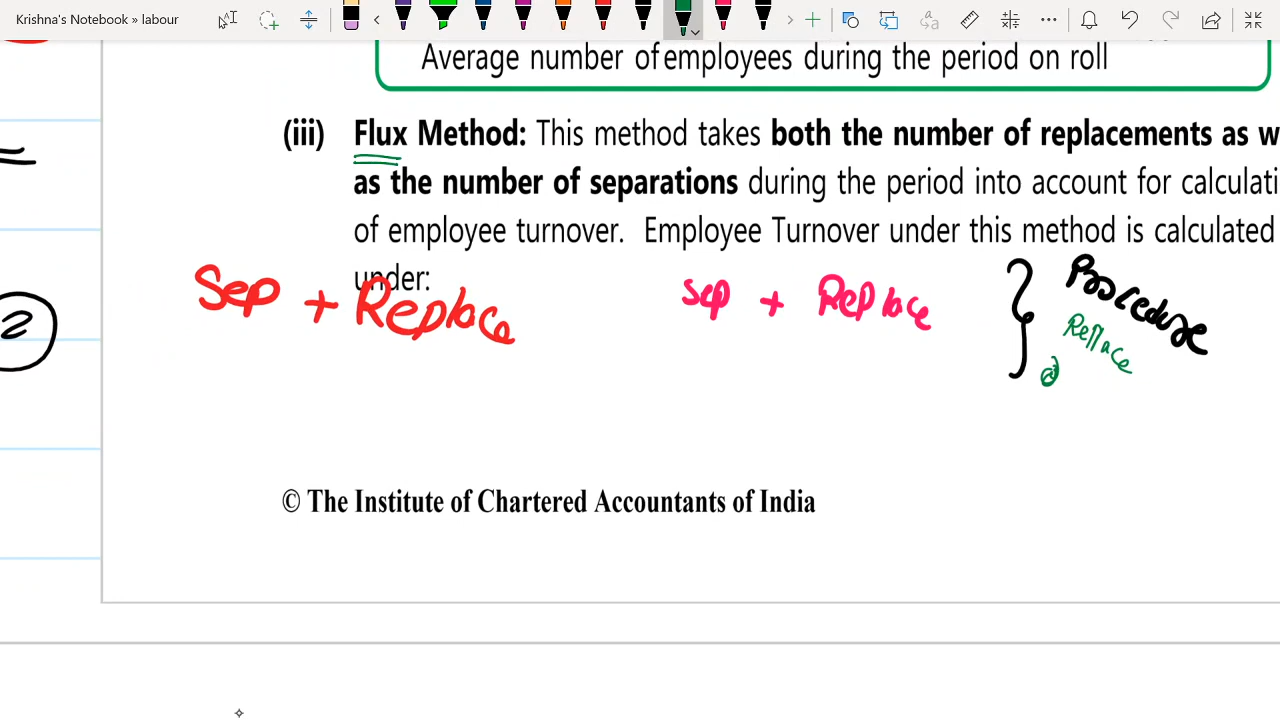 Krishna's Notebook » labour
Average number of employees during the period on roll
(iii) Flux Method: This method takes both the number of replacements as w
as the number of separations during the period into account for calculati
of employee turnover. Employee Turnover under this method is calculated
under:
Sep + Replace
Sep + Replace
Procedure
Replace
2
© The Institute of Chartered Accountants of India